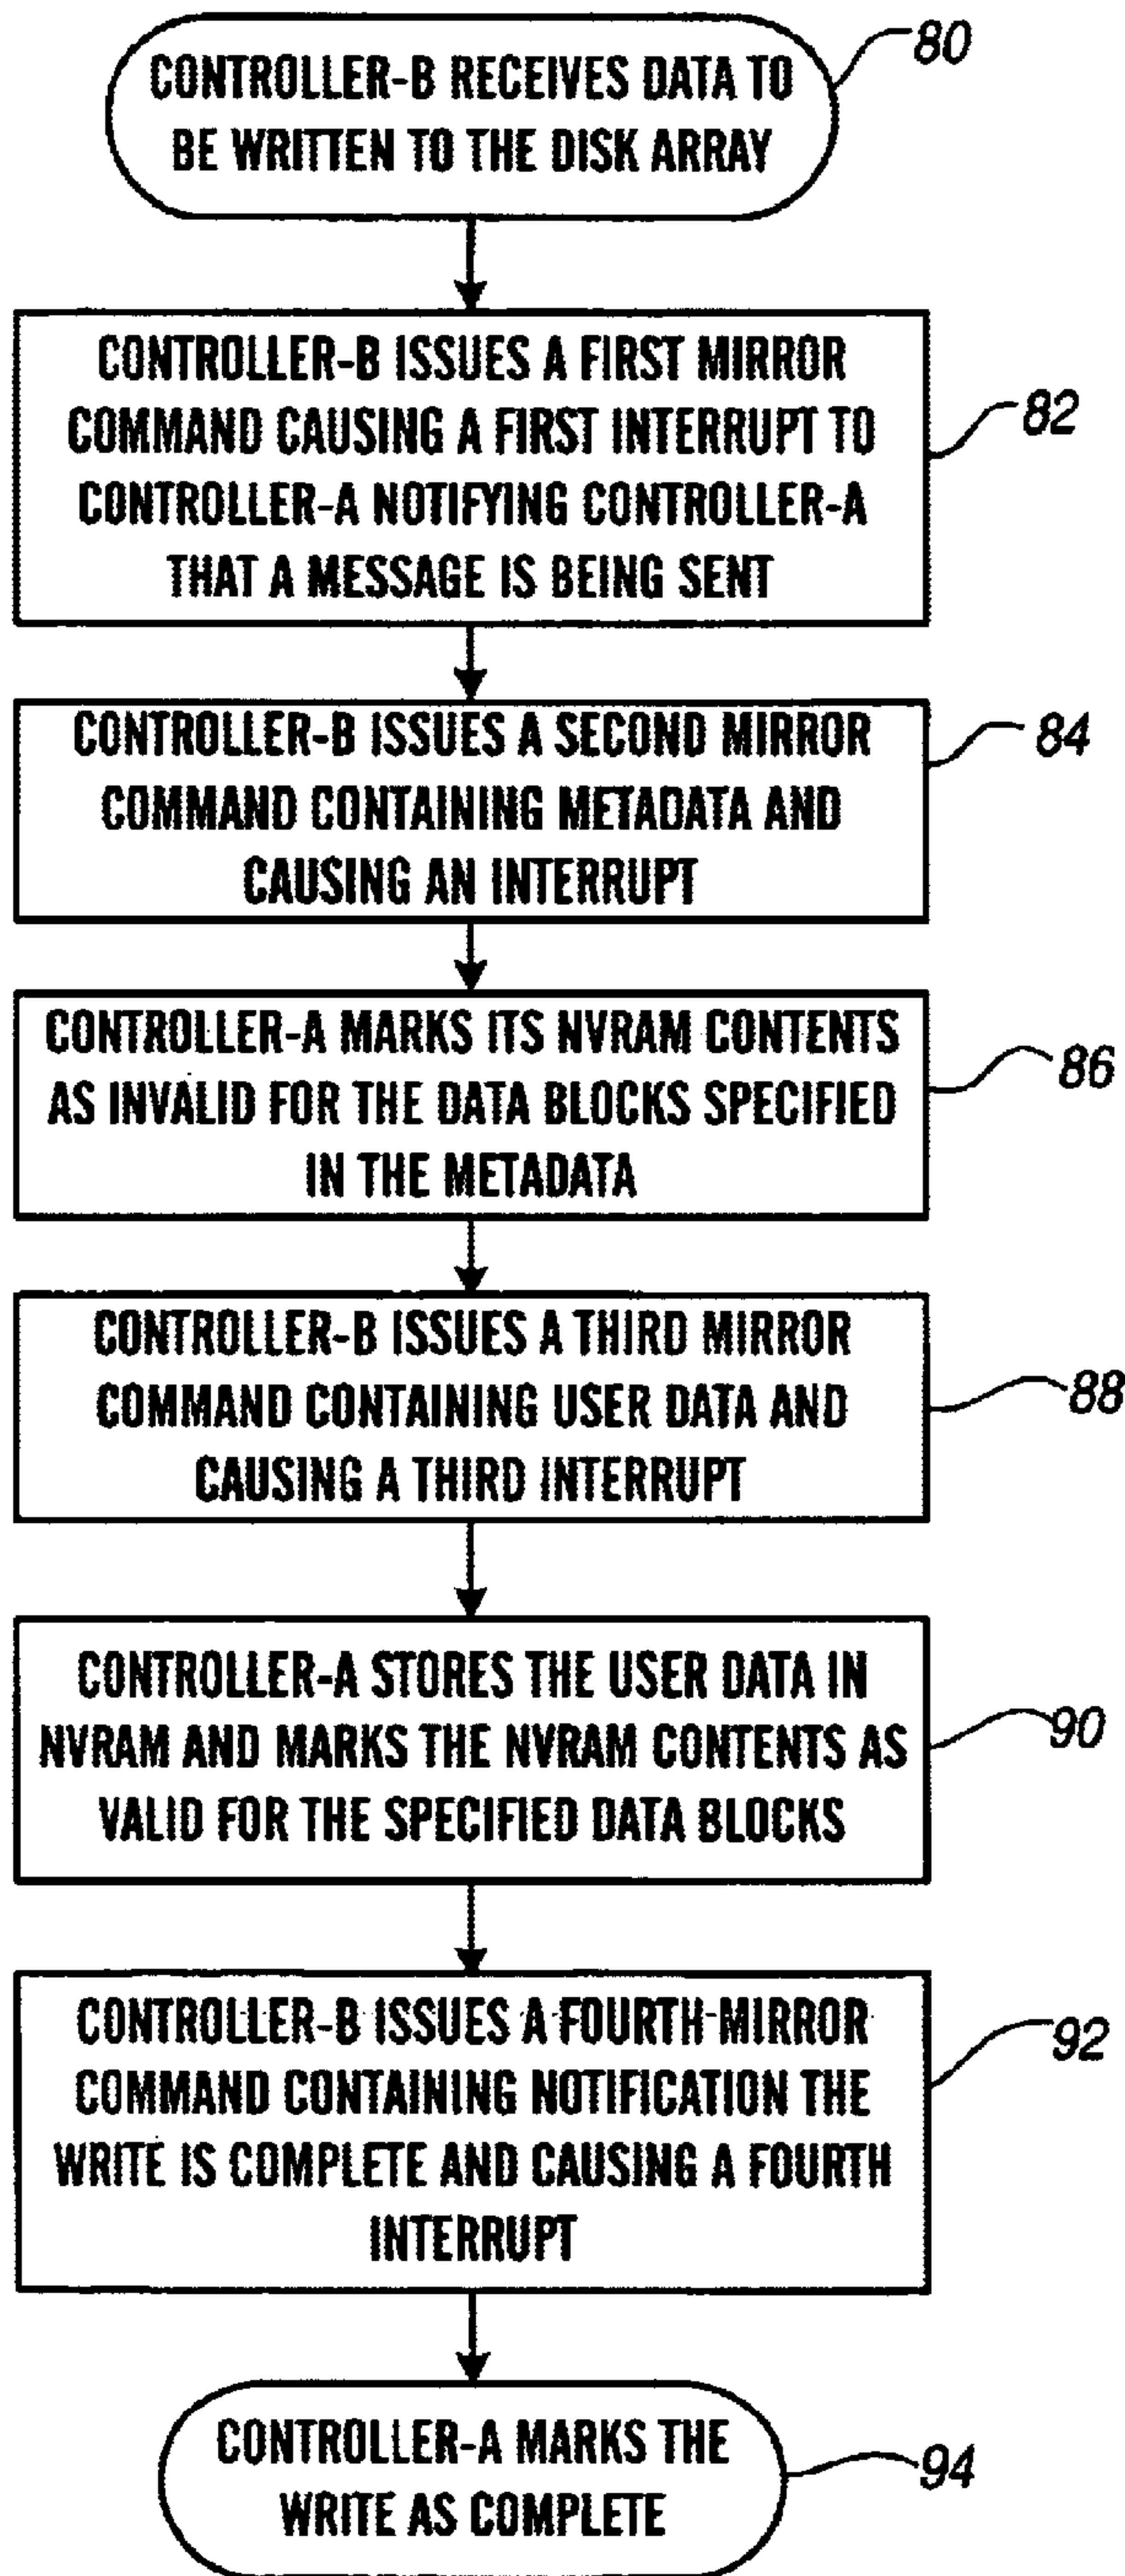 CONTROLLER-B RECEIVES DATA TO
BE WRITTEN TO THE DISK ARRAY
80
CONTROLLER-B ISSUES A FIRST MIRROR
COMMAND CAUSING A FIRST INTERRUPT TO
CONTROLLER-A NOTIFYING CONTROLLER-A
THAT A MESSAGE IS BEING SENT
82
CONTROLLER-B ISSUES A SECOND MIRROR
COMMAND CONTAINING METADATA AND
CAUSING AN INTERRUPT
84
CONTROLLER-A MARKS ITS NVRAM CONTENTS
AS INVALID FOR THE DATA BLOCKS SPECIFIED
IN THE METADATA
86
CONTROLLER-B ISSUES A THIRD MIRROR
COMMAND CONTAINING USER DATA AND
CAUSING A THIRD INTERRUPT
88
CONTROLLER-A STORES THE USER DATA IN
NVRAM AND MARKS THE NVRAM CONTENTS AS
VALID FOR THE SPECIFIED DATA BLOCKS
90
CONTROLLER-B ISSUES A FOURTH MIRROR
COMMAND CONTAINING NOTIFICATION THE
WRITE IS COMPLETE AND CAUSING A FOURTH
INTERRUPT
92
CONTROLLER-A MARKS THE
WRITE AS COMPLETE
94